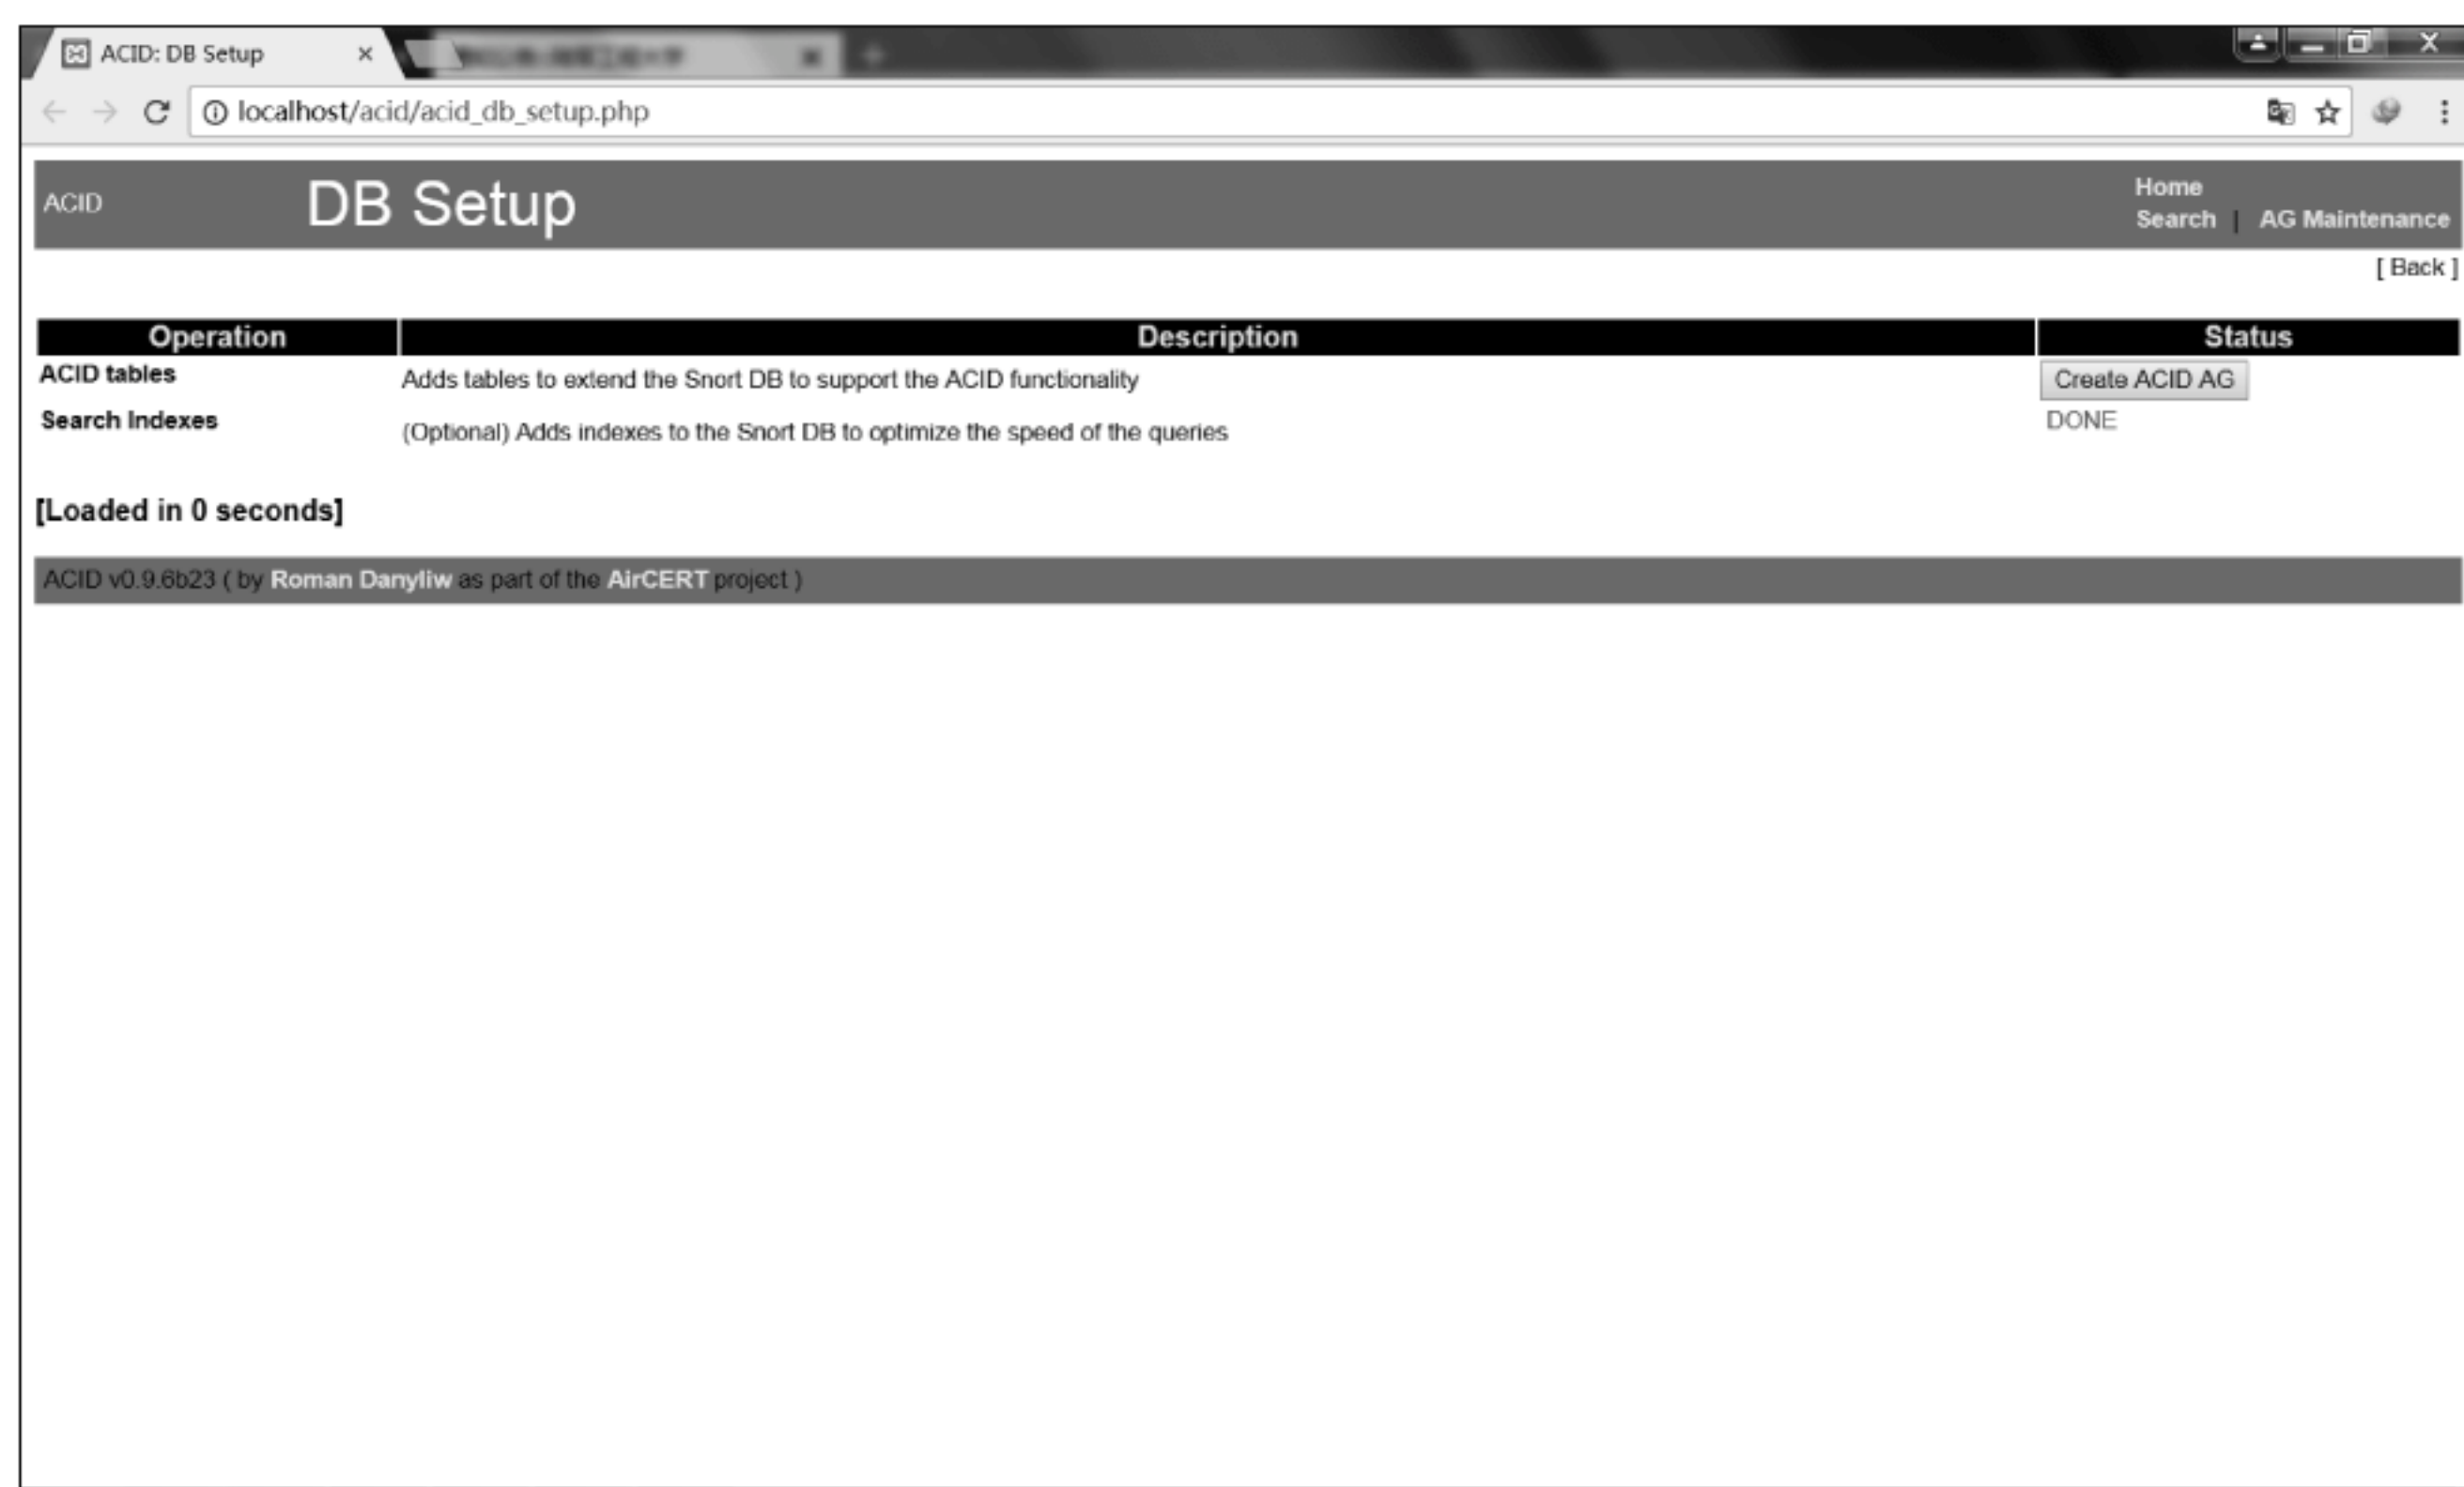 ACID: DB Setup
localhost/acid/acid_db_setup.php
ACID DB Setup
Home
Search | AG Maintenance
[ Back ]
Operation Description Status
ACID tables Adds tables to extend the Snort DB to support the ACID functionality Create ACID AG
Search Indexes (Optional) Adds indexes to the Snort DB to optimize the speed of the queries DONE
[Loaded in 0 seconds]
ACID v0.9.6b23 ( by Roman Danyliw as part of the AirCERT project )